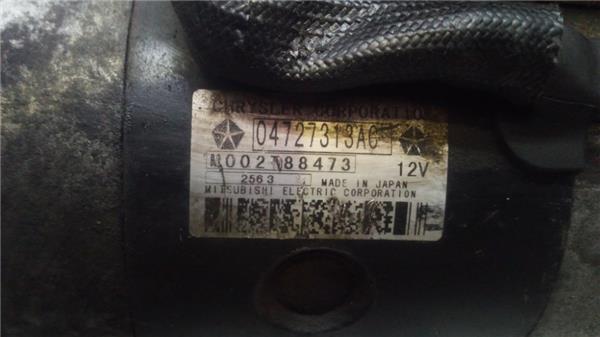 CHRYSLER CORPORATION
04727313AC
M002T88473 12V
2563 MADE IN JAPAN
MITSUBISHI ELECTRIC CORPORATION